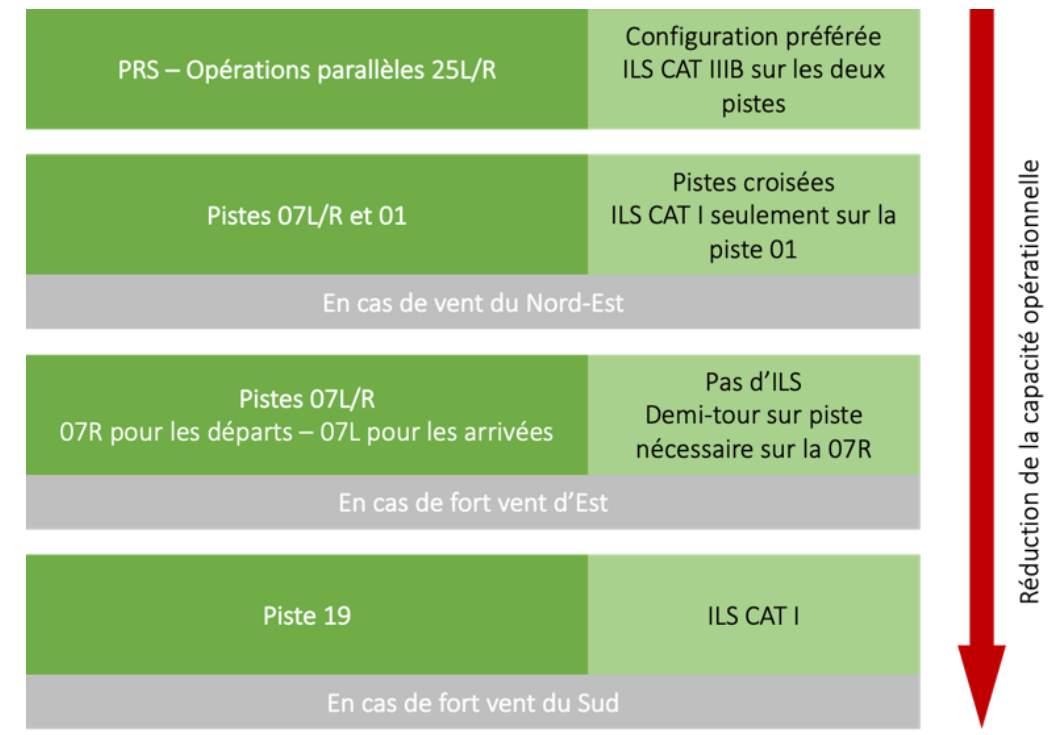 PRS – Opérations parallèles 25L/R
Configuration préférée
ILS CAT IIIB sur les deux
pistes
Pistes 07L/R et 01
Pistes croisées
ILS CAT I seulement sur la
piste 01
En cas de vent du Nord-Est
Pistes 07L/R
07R pour les départs – 07L pour les arrivées
Pas d’ILS
Demi-tour sur piste
nécessaire sur la 07R
En cas de fort vent d’Est
Piste 19
ILS CAT I
En cas de fort vent du Sud
Réduction de la capacité opérationnelle